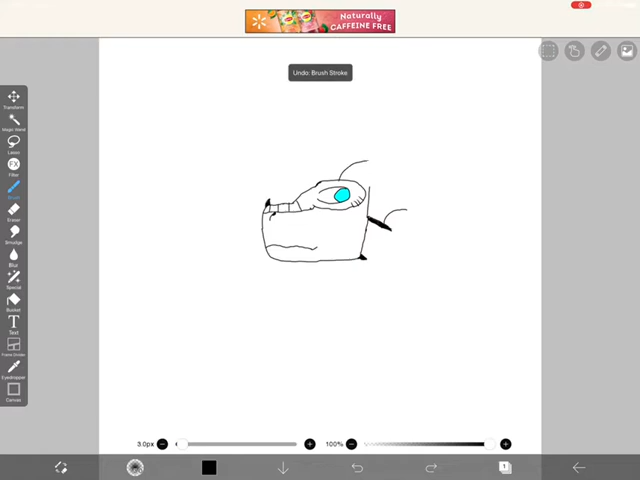 Naturally
CAFFEINE FREE
Undo: Brush Stroke
Transform
Magic Wand
Lasso
FX
Filter
Brush
Eraser
Smudge
Blur
Special
Bucket
T
Text
Frame Divider
Eyedropper
Canvas
3.0px
100%
1